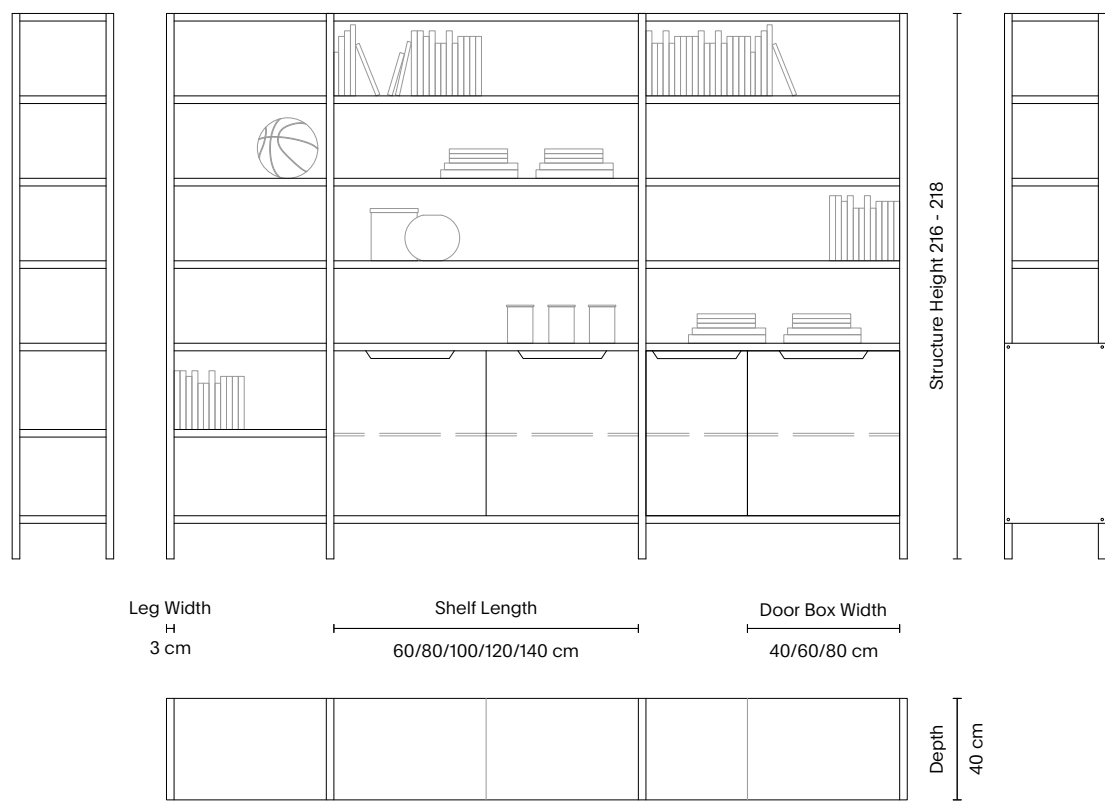 Structure Height 216 - 218
Leg Width
3 cm
Shelf Length
60/80/100/120/140 cm
Door Box Width
40/60/80 cm
Depth
40 cm